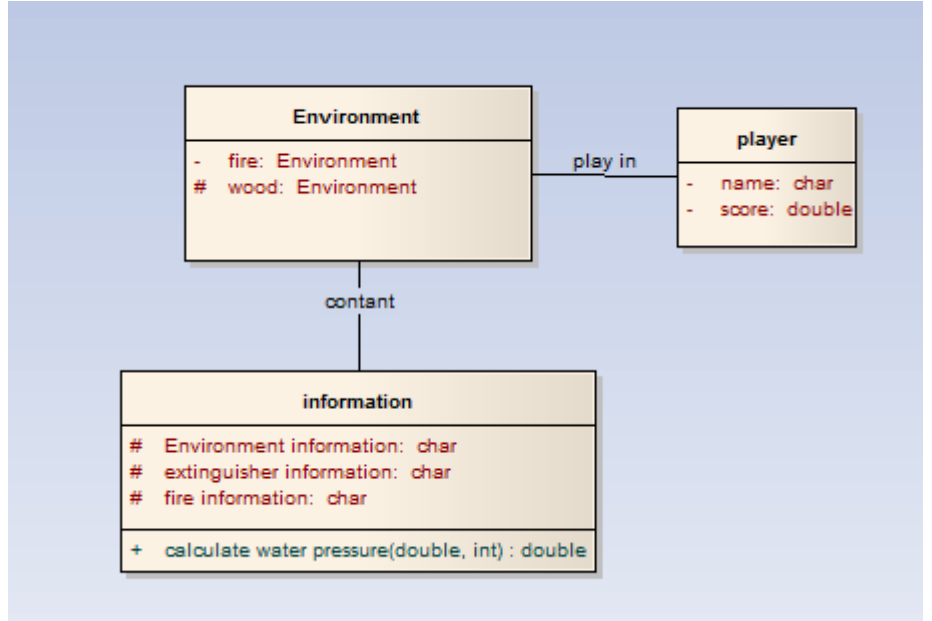 Environment
- fire: Environment
# wood: Environment
play in
player
- name: char
- score: double
contant
information
# Environment information: char
# extinguisher information: char
# fire information: char
+ calculate water pressure(double, int) : double